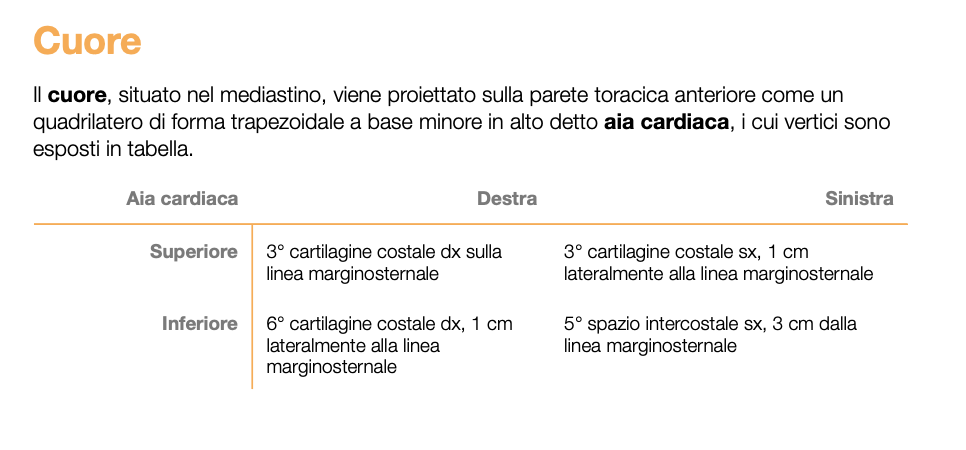 Cuore
Il cuore, situato nel mediastino, viene proiettato sulla parete toracica anteriore come un
quadrilatero di forma trapezoidale a base minore in alto detto aia cardiaca, i cui vertici sono
esposti in tabella.
Aia cardiaca Destra Sinistra
Superiore 3° cartilagine costale dx sulla 3° cartilagine costale sx, 1 cm
linea marginosternale lateralmente alla linea marginosternale
Inferiore 6° cartilagine costale dx, 1 cm 5° spazio intercostale sx, 3 cm dalla
lateralmente alla linea linea marginosternale
marginosternale